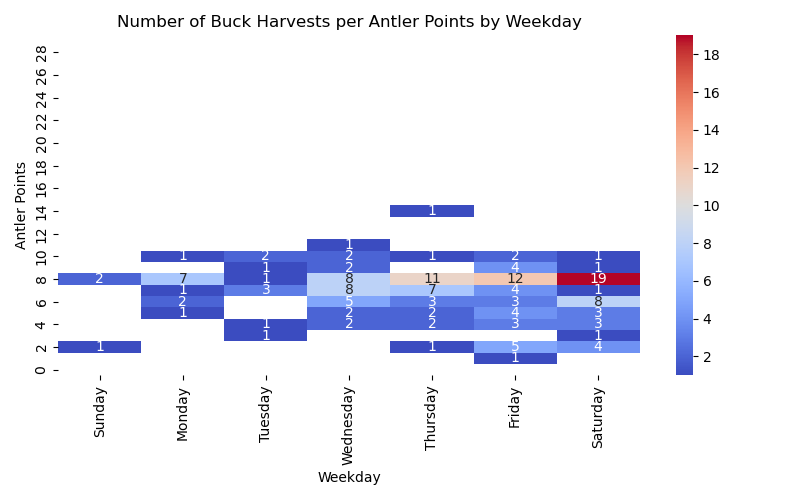 Number of Buck Harvests per Antler Points by Weekday
Antler Points
28
26
24
22
20
18
16
14 1
12
1
10 1 2 2 1 2 1
1 2 4 1
8 2 7 1 8 11 12 19
1 3 8 7 4 1
6 2 5 3 3 8
1 2 2 4 3
4 1 2 2 3 3
1 1
2 1 1 5 4
1
0
Sunday Monday Tuesday Wednesday Thursday Friday Saturday
Weekday
18
16
14
12
10
8
6
4
2